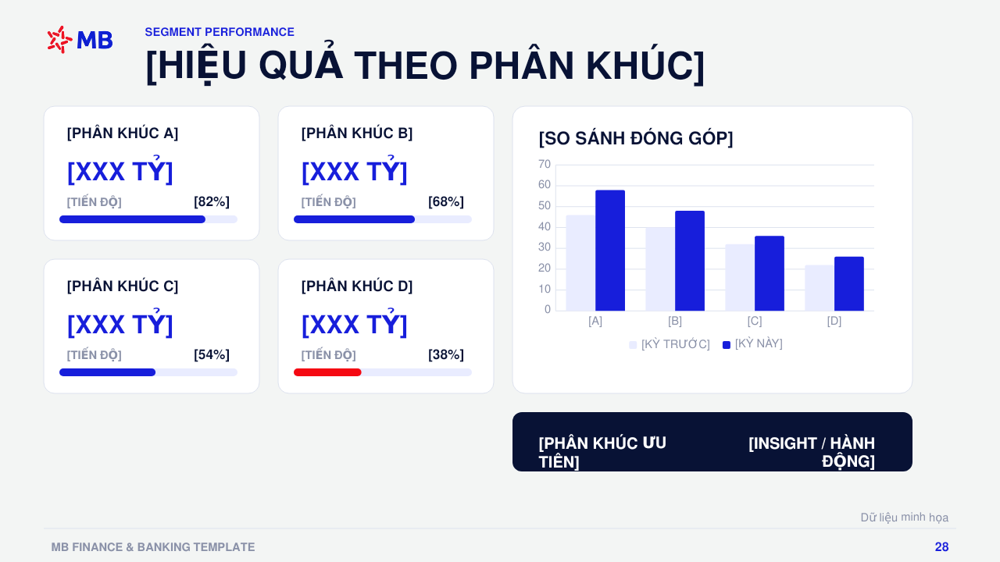 MB
SEGMENT PERFORMANCE
[HIỆU QUẢ THEO PHÂN KHÚC]
[PHÂN KHÚC A]
[XXX TỶ]
[TIẾN ĐỘ] [82%]
[PHÂN KHÚC B]
[XXX TỶ]
[TIẾN ĐỘ] [68%]
[PHÂN KHÚC C]
[XXX TỶ]
[TIẾN ĐỘ] [54%]
[PHÂN KHÚC D]
[XXX TỶ]
[TIẾN ĐỘ] [38%]
[SO SÁNH ĐÓNG GÓP]
70
60
50
40
30
20
10
0
[A] [B] [C] [D]
[KỲ TRƯỚC] [KỲ NÀY]
[PHÂN KHÚC ƯU
TIÊN]
[INSIGHT / HÀNH
ĐỘNG]
Dữ liệu minh họa
MB FINANCE & BANKING TEMPLATE
28